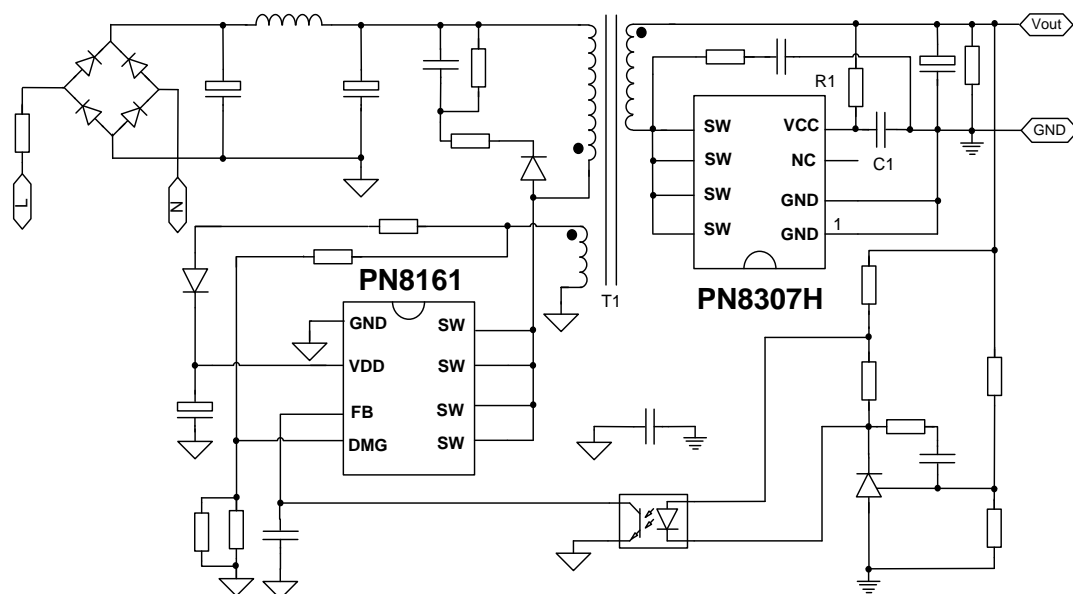 Vout
R1
SW
VCC
GND
C1
SW
NC
SW
GND
SW
GND
1
L
N
PN8161
T1
PN8307H
GND
SW
VDD
SW
FB
SW
DMG
SW